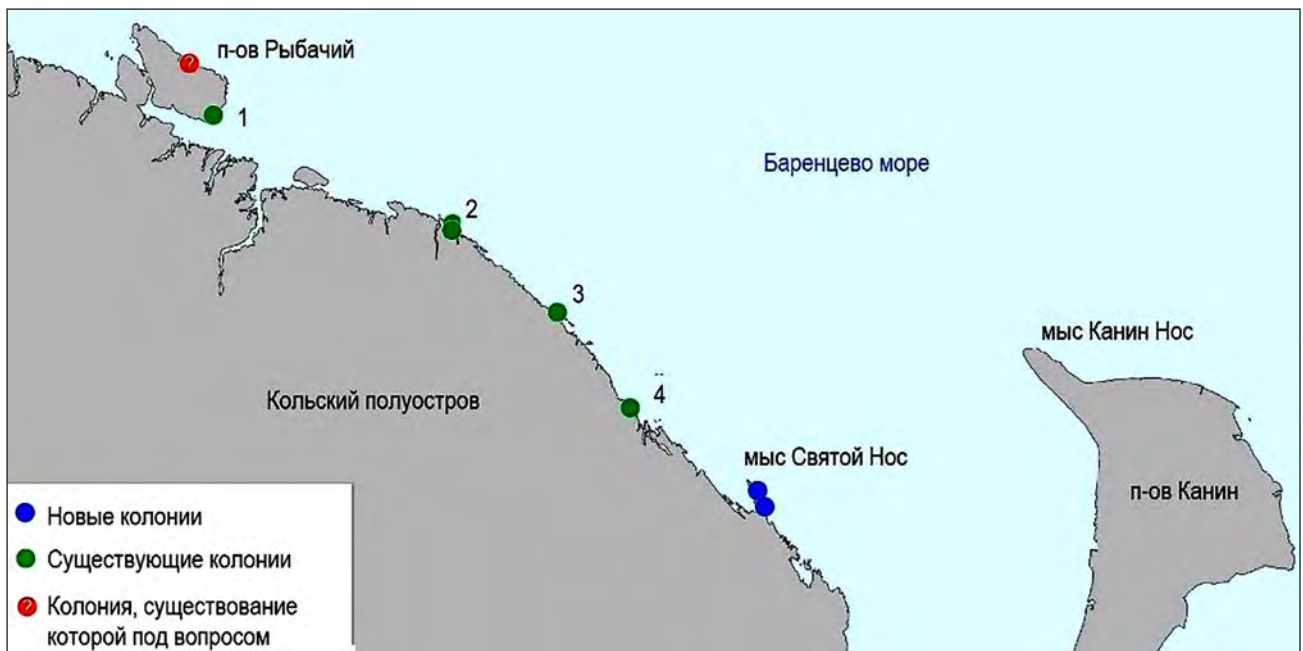 п-ов Рыбачий
?
1
Баренцево море
2
3
мыс Канин Нос
Кольский полуостров
4
мыс Святой Нос
п-ов Канин
Новые колонии
Существующие колонии
? Колония, существование
которой под вопросом